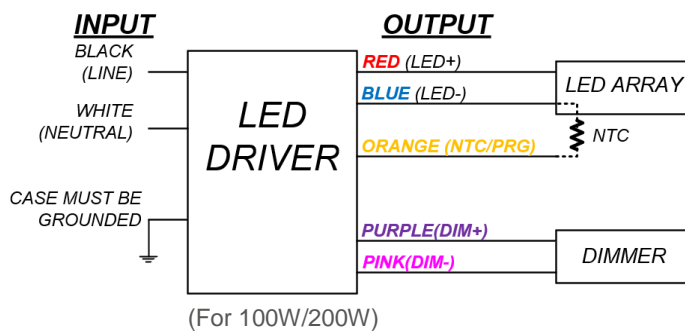 INPUT
OUTPUT
BLACK
(LINE)
WHITE
(NEUTRAL)
CASE MUST BE
GROUNDED
LED
DRIVER
RED (LED+)
BLUE (LED-)
ORANGE (NTC/PRG)
PURPLE(DIM+)
PINK(DIM-)
LED ARRAY
NTC
DIMMER
(For 100W/200W)